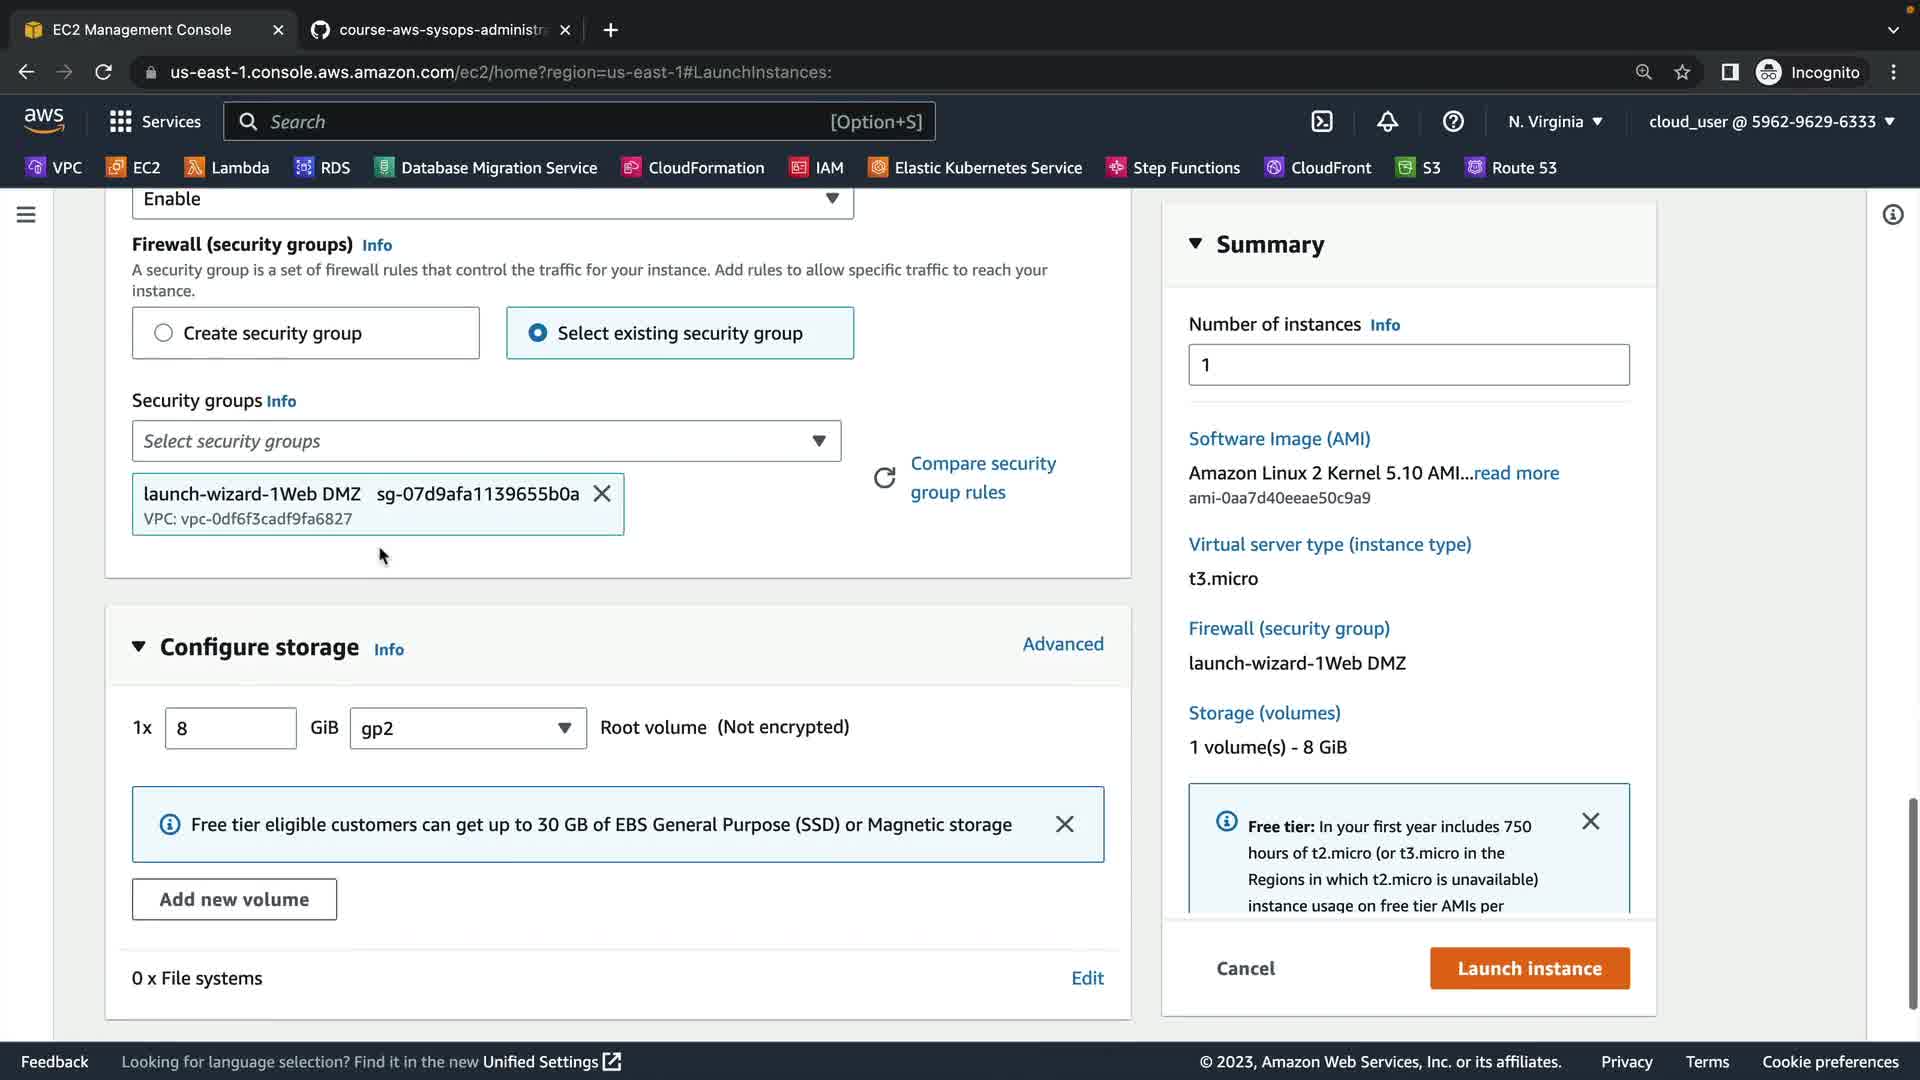 EC2 Management Console
course-aws-sysops-administr
us-east-1.console.aws.amazon.com/ec2/home?region=us-east-1#LaunchInstances:
Incognito
aws
Services
Search
[Option+S]
N. Virginia
cloud_user @ 5962-9629-6333
VPC
EC2
Lambda
RDS
Database Migration Service
CloudFormation
IAM
Elastic Kubernetes Service
Step Functions
CloudFront
S3
Route 53
Enable
Firewall (security groups) Info
A security group is a set of firewall rules that control the traffic for your instance. Add rules to allow specific traffic to reach your
instance.
Create security group
Select existing security group
Security groups Info
Select security groups
launch-wizard-1Web DMZ sg-07d9afa1139655b0a
VPC: vpc-0df6f3cadf9fa6827
Compare security
group rules
Configure storage Info
Advanced
1x 8 GiB gp2 Root volume (Not encrypted)
Free tier eligible customers can get up to 30 GB of EBS General Purpose (SSD) or Magnetic storage
Add new volume
0 x File systems
Edit
Summary
Number of instances Info
1
Software Image (AMI)
Amazon Linux 2 Kernel 5.10 AMI...read more
ami-0aa7d40eeae50c9a9
Virtual server type (instance type)
t3.micro
Firewall (security group)
launch-wizard-1Web DMZ
Storage (volumes)
1 volume(s) - 8 GiB
Free tier: In your first year includes 750
hours of t2.micro (or t3.micro in the
Regions in which t2.micro is unavailable)
instance usage on free tier AMIs per
Cancel
Launch instance
Feedback
Looking for language selection? Find it in the new Unified Settings
© 2023, Amazon Web Services, Inc. or its affiliates.
Privacy
Terms
Cookie preferences